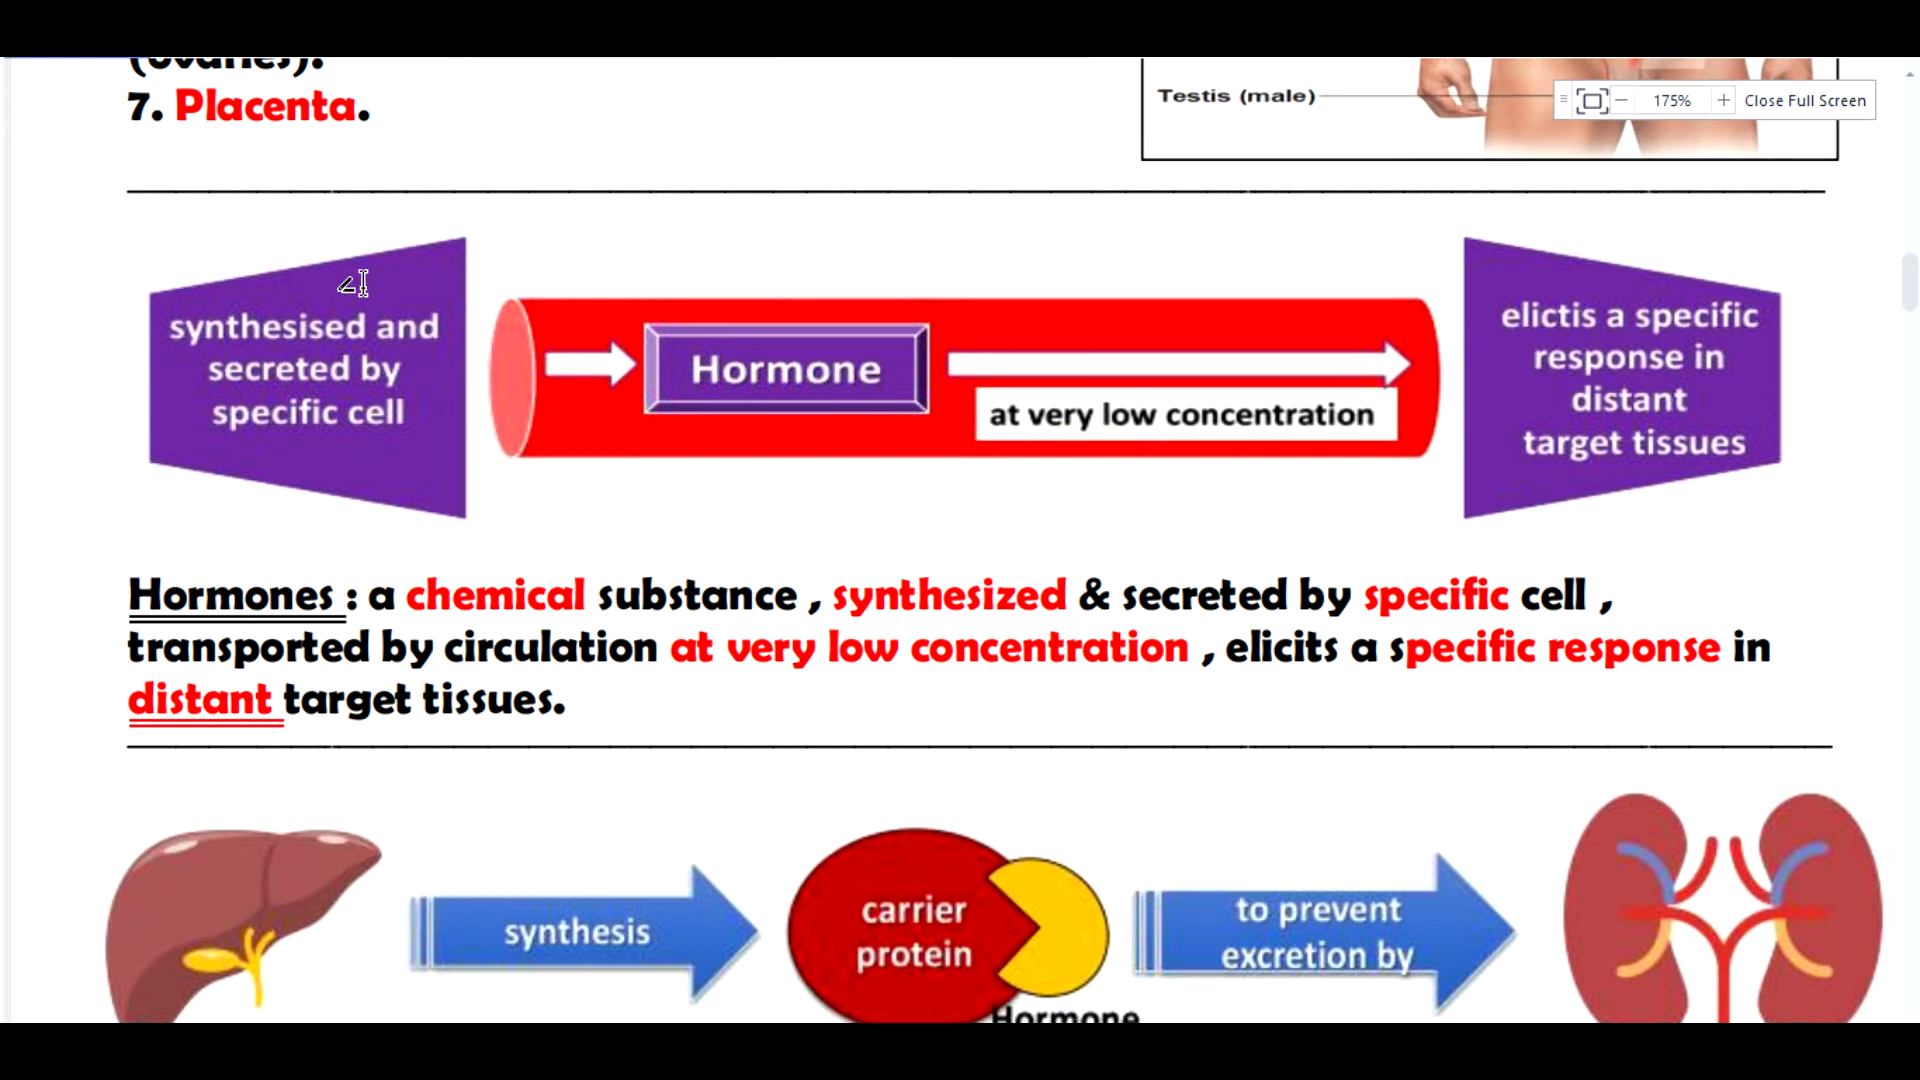 (ovaries).
7. Placenta.
Testis (male)
175%
Close Full Screen
synthesised and
secreted by
specific cell
Hormone
at very low concentration
elictis a specific
response in
distant
target tissues
Hormones : a chemical substance , synthesized & secreted by specific cell ,
transported by circulation at very low concentration , elicits a specific response in
distant target tissues.
synthesis
carrier
protein
Hormone
to prevent
excretion by